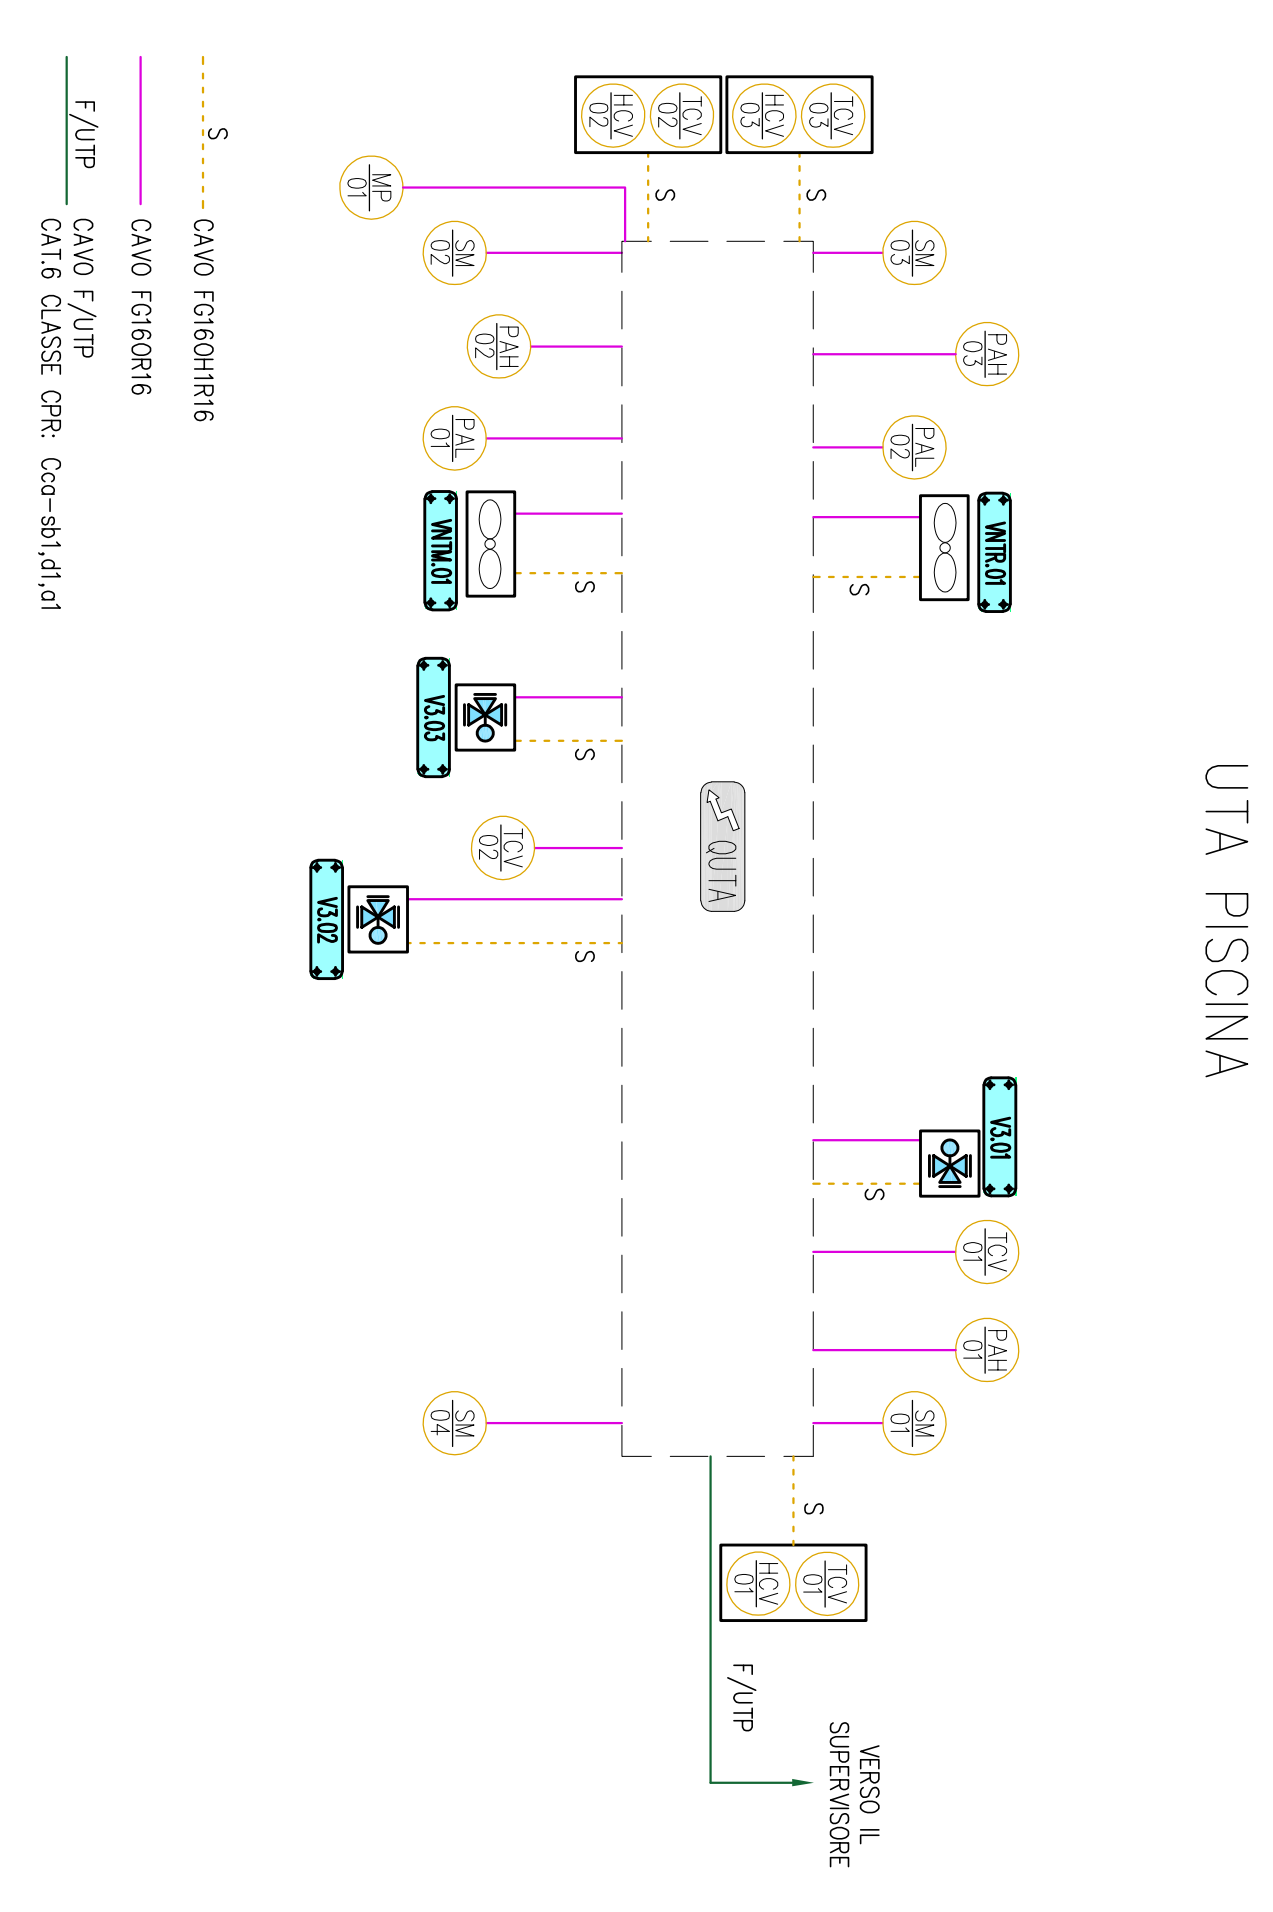 UTA PISCINA
VNTR.01
V3.01
PAH
03
TCV
01
PAH
01
SM
03
PAL
02
SM
01
S
S
TCV
03
HCV
03
S
TCV
02
HCV
02
S
QUTA
S
TCV
01
HCV
01
VERSO IL
SUPERVISORE
F/UTP
S
S
S
PAH
02
TCV
02
SM
02
PAL
01
SM
04
VNTM.01
V3.03
MP
01
V3.02
S
CAVO FG16OH1R16
CAVO FG16OR16
F/UTP
CAVO F/UTP
CAT.6 CLASSE CPR: Cca-sb1,d1,a1